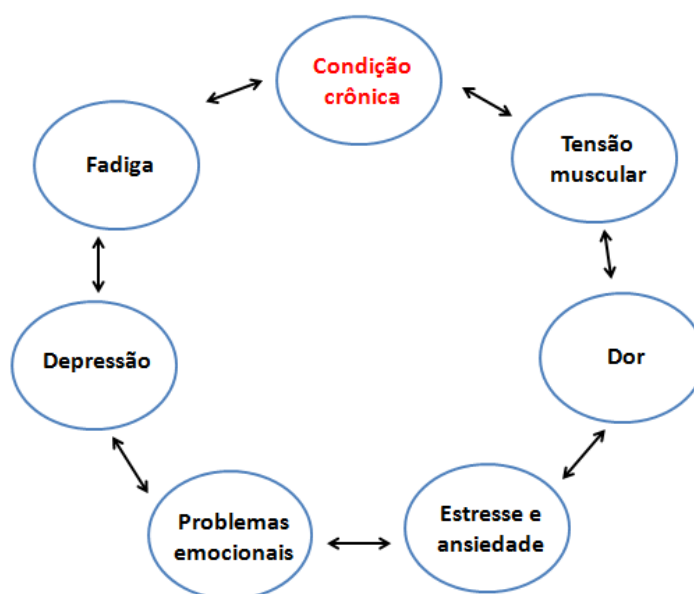 Condição
crônica
Tensão
muscular
Dor
Estresse e
ansiedade
Problemas
emocionais
Depressão
Fadiga